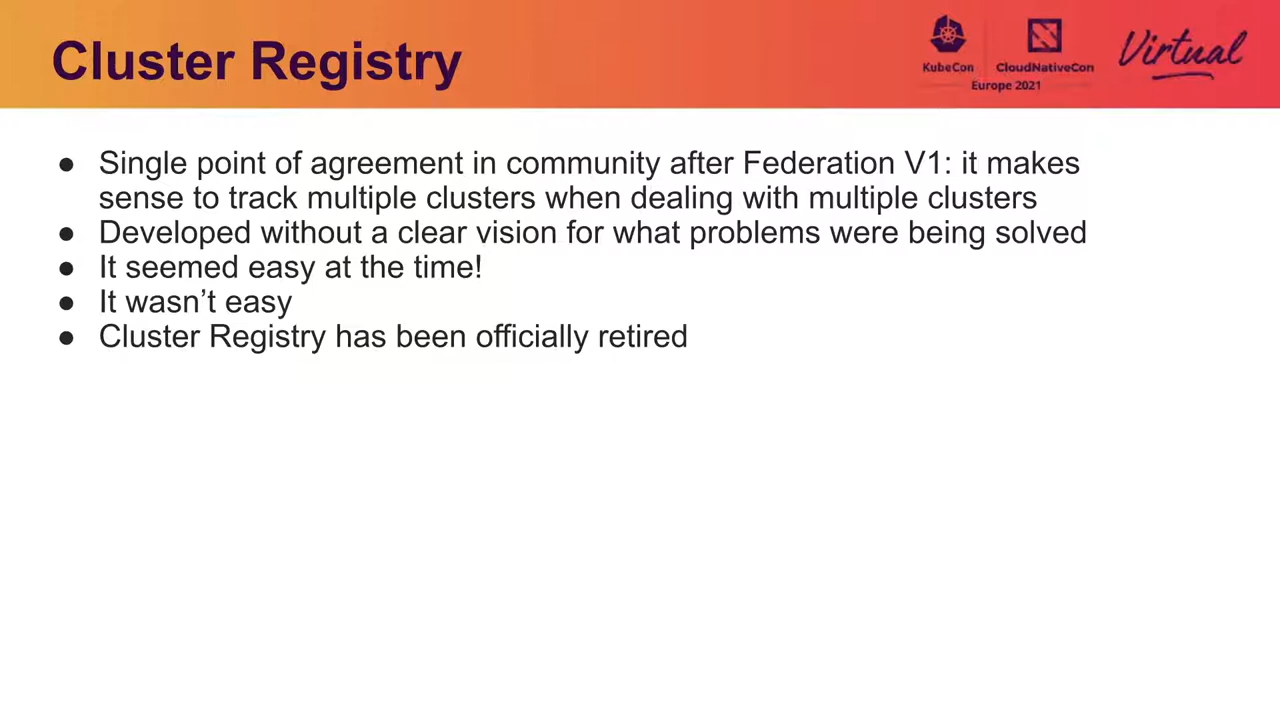 Cluster Registry
KubeCon
CloudNativeCon
Europe 2021
Virtual
● Single point of agreement in community after Federation V1: it makes
sense to track multiple clusters when dealing with multiple clusters
● Developed without a clear vision for what problems were being solved
● It seemed easy at the time!
● It wasn’t easy
● Cluster Registry has been officially retired